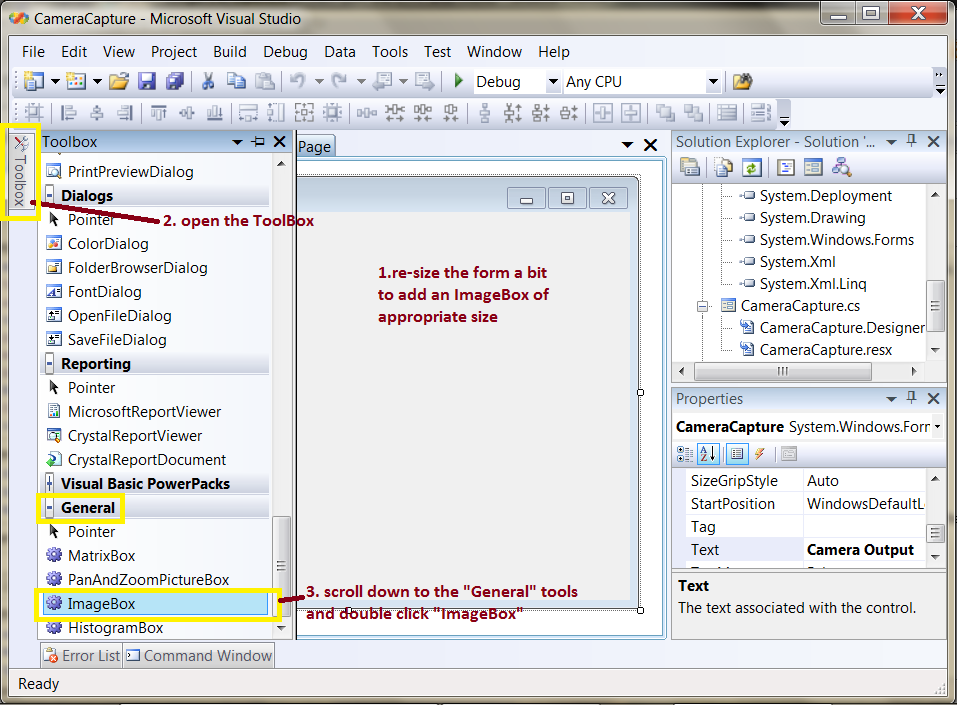 CameraCapture - Microsoft Visual Studio
File Edit View Project Build Debug Data Tools Test Window Help
Debug Any CPU
Toolbox
Toolbox
PrintPreviewDialog
Dialogs
Pointer
ColorDialog
FolderBrowserDialog
FontDialog
OpenFileDialog
SaveFileDialog
Reporting
Pointer
MicrosoftReportViewer
CrystalReportViewer
CrystalReportDocument
Visual Basic PowerPacks
General
Pointer
MatrixBox
PanAndZoomPictureBox
ImageBox
HistogramBox
Page
1.re-size the form a bit
to add an ImageBox of
appropriate size
2. open the ToolBox
3. scroll down to the "General" tools
and double click "ImageBox"
Solution Explorer - Solution '...
System.Deployment
System.Drawing
System.Windows.Forms
System.Xml
System.Xml.Linq
CameraCapture.cs
CameraCapture.Designer
CameraCapture.resx
Properties
CameraCapture System.Windows.Forr
SizeGripStyle Auto
StartPosition WindowsDefaultL
Tag
Text Camera Output
Text
The text associated with the control.
Error List Command Window
Ready